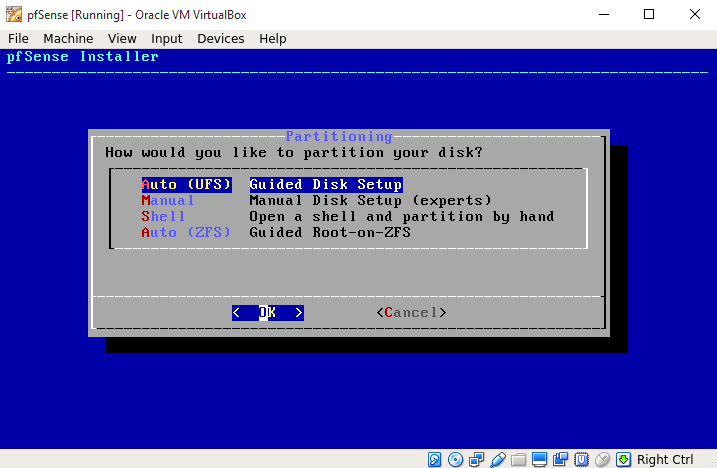 pfSense [Running] - Oracle VM VirtualBox
File Machine View Input Devices Help
pfSense Installer
Partitioning
How would you like to partition your disk?
Auto (UFS) Guided Disk Setup
Manual Manual Disk Setup (experts)
Shell Open a shell and partition by hand
Auto (ZFS) Guided Root-on-ZFS
< OK > <Cancel>
Right Ctrl